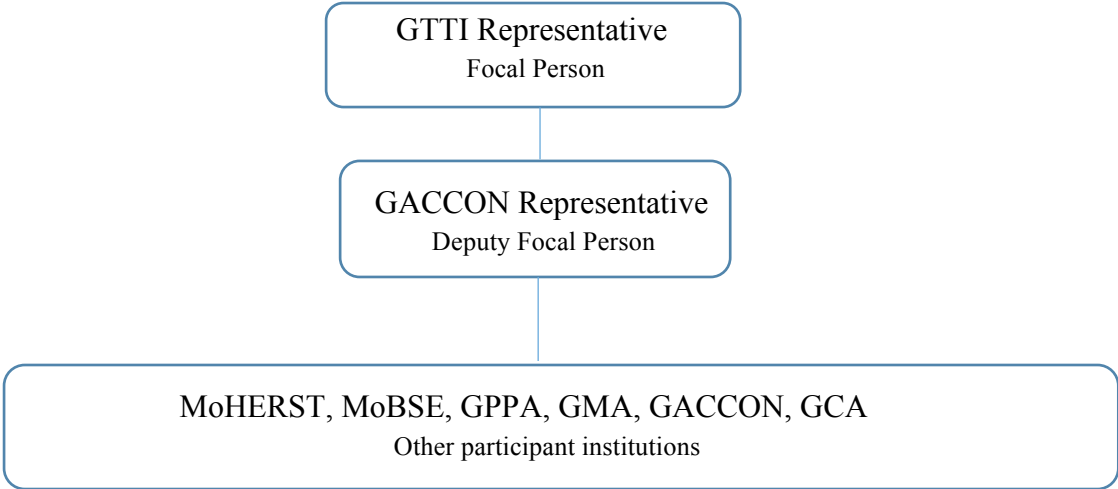 GTTI Representative
Focal Person
GACCON Representative
Deputy Focal Person
MoHERST, MoBSE, GPPA, GMA, GACCON, GCA
Other participant institutions